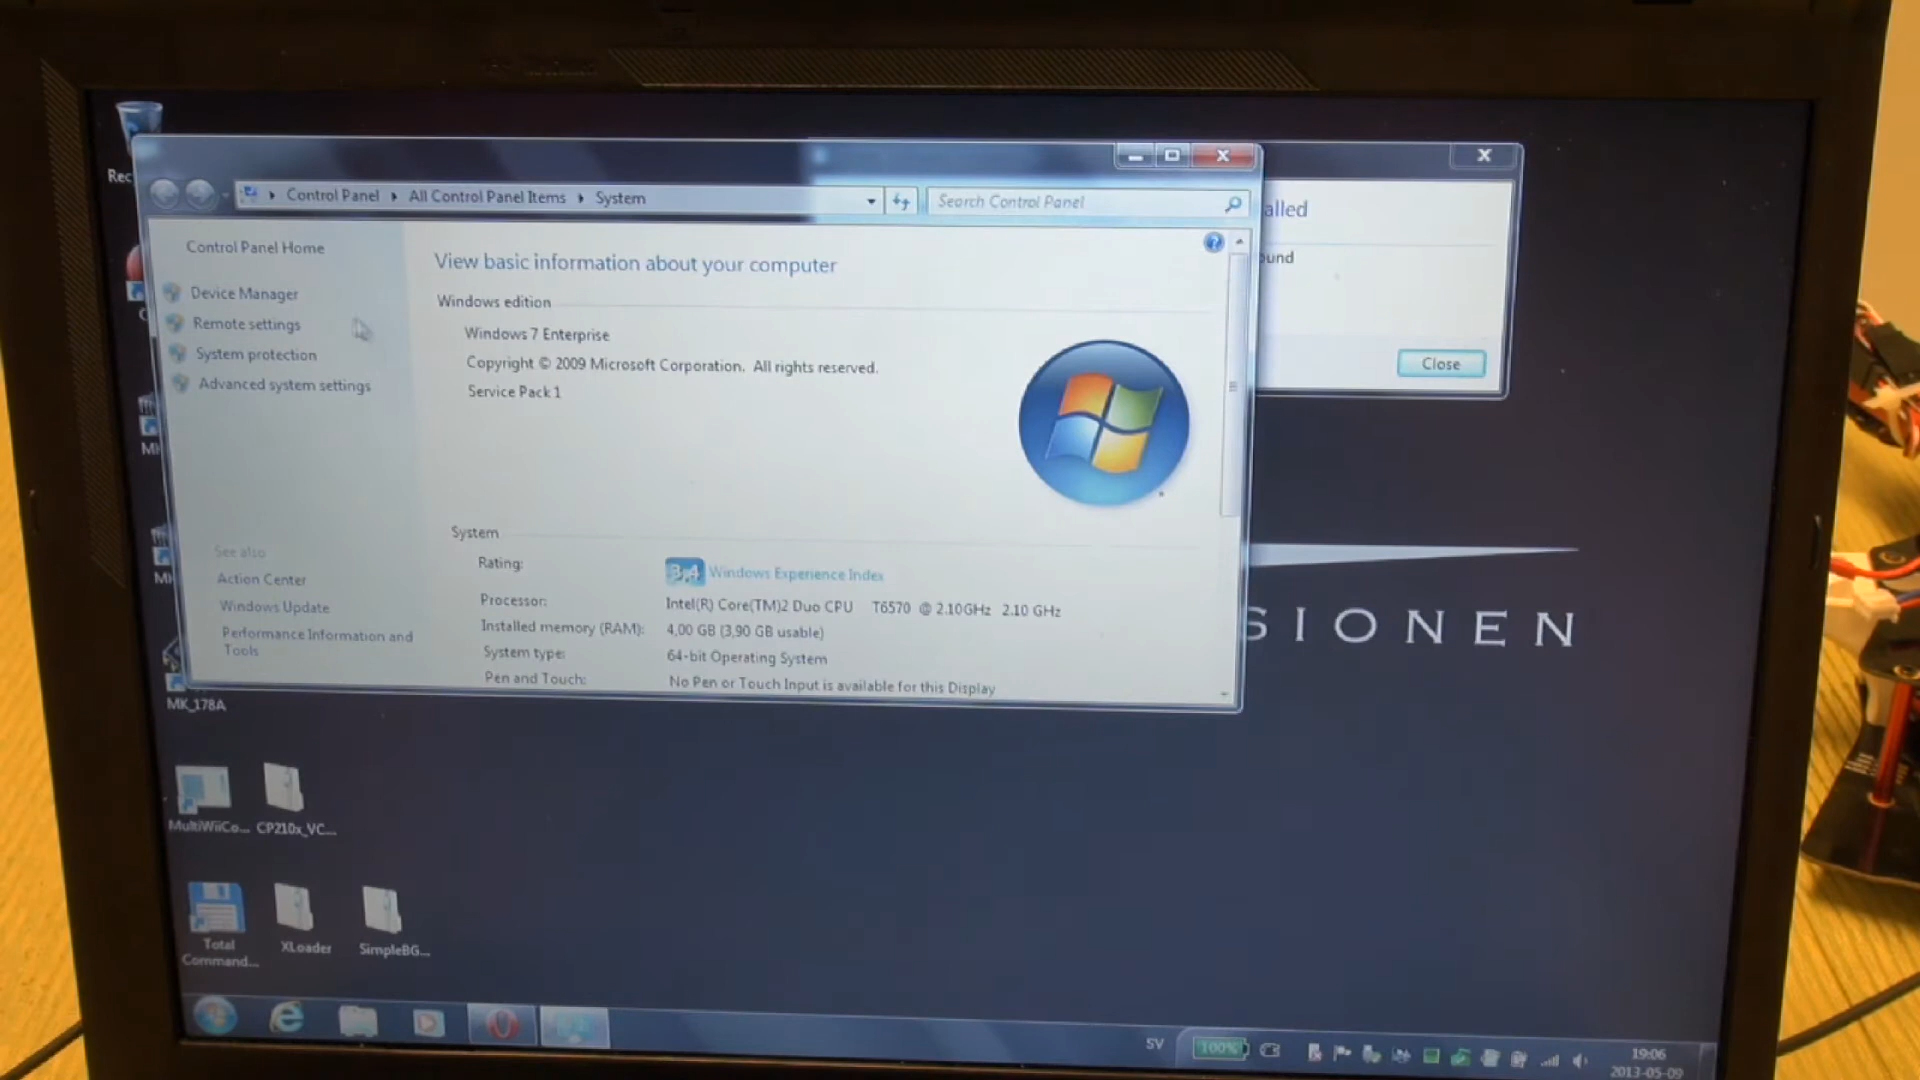 Control Panel
All Control Panel Items
System
Search Control Panel
Control Panel Home
Device Manager
Remote settings
System protection
Advanced system settings
See also
Action Center
Windows Update
Performance Information and
Tools
View basic information about your computer
Windows edition
Windows 7 Enterprise
Copyright © 2009 Microsoft Corporation. All rights reserved.
Service Pack 1
System
Rating:
3,4 Windows Experience Index
Processor:
Intel(R) Core(TM)2 Duo CPU T6570 @ 2.10GHz 2.10 GHz
Installed memory (RAM):
4,00 GB (3,90 GB usable)
System type:
64-bit Operating System
Pen and Touch:
No Pen or Touch Input is available for this Display
alled
ound
Close
SIONEN
Rec
MK_178A
MultiWiiCo...
CP210x_VC...
Total
Command...
XLoader
SimpleBG...
SV
100%
19:06
2013-05-09